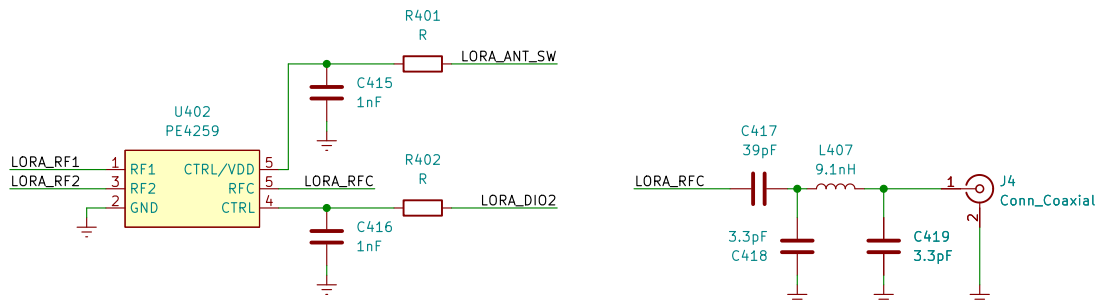 R401
R
LORA_ANT_SW
C415
1nF
U402
PE4259
LORA_RF1
1
RF1
CTRL/VDD
5
LORA_RF2
3
RF2
RFC
5
LORA_RFC
2
GND
CTRL
4
R402
R
LORA_DIO2
C416
1nF
C417
39pF
L407
9.1nH
LORA_RFC
1
J4
Conn_Coaxial
2
3.3pF
C418
C419
3.3pF